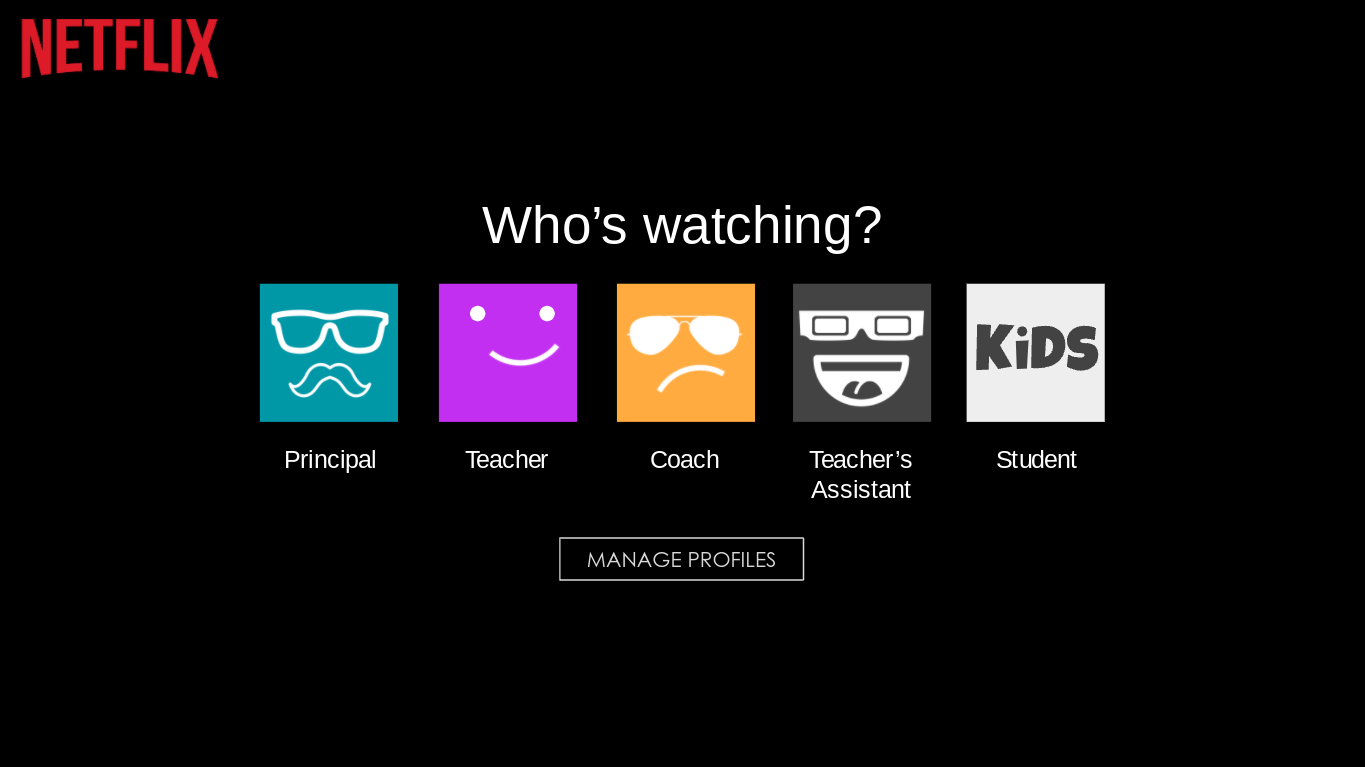 NETFLIX
Who’s watching?
KiDS
Principal
Teacher
Coach
Teacher’s
Assistant
Student
MANAGE PROFILES